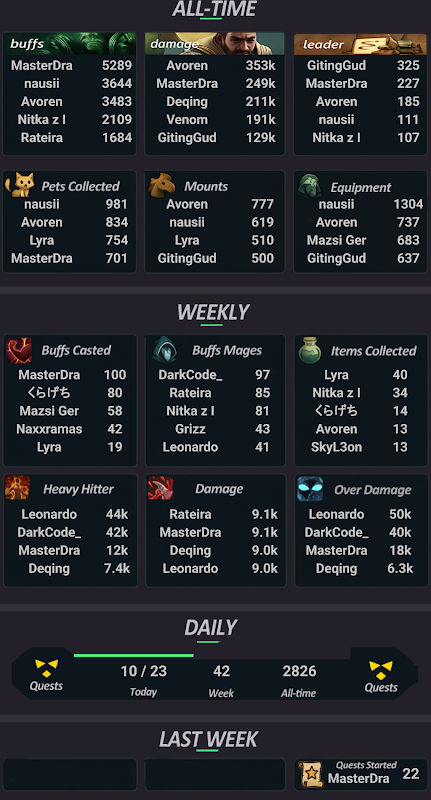 ALL-TIME
buffs damage leader
MasterDra 5289 Avoren 353k GitingGud 325
nausii 3644 MasterDra 249k MasterDra 227
Avoren 3483 Deqing 211k Avoren 185
Nitka z l 2109 Venom 191k nausii 111
Rateira 1684 GitingGud 129k Nitka z l 107
Pets Collected Mounts Equipment
nausii 981 Avoren 777 nausii 1304
Avoren 834 nausii 619 Avoren 737
Lyra 754 Lyra 510 Mazsi Ger 683
MasterDra 701 GitingGud 500 GitingGud 637
WEEKLY
Buffs Casted Buffs Mages Items Collected
MasterDra 100 DarkCode_ 97 Lyra 40
くらげち 80 Rateira 85 Nitka z l 34
Mazsi Ger 58 Nitka z l 81 くらげち 14
Naxxramas 42 Grizz 43 Avoren 13
Lyra 19 Leonardo 41 SkyL3on 13
Heavy Hitter Damage Over Damage
Leonardo 44k Rateira 9.1k Leonardo 50k
DarkCode_ 42k MasterDra 9.1k DarkCode_ 40k
MasterDra 12k Deqing 9.0k MasterDra 18k
Deqing 7.4k Leonardo 9.0k Deqing 6.3k
DAILY
10 / 23 42 2826
Quests Today Week All-time Quests
LAST WEEK
Quests Started
MasterDra 22